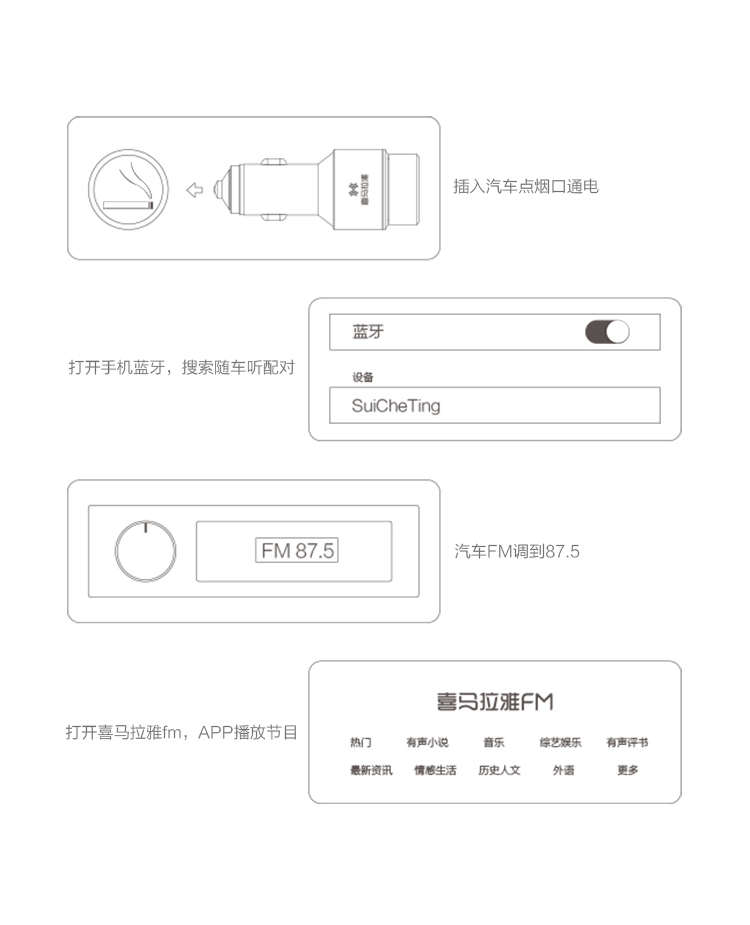 喜马拉雅
插入汽车点烟口通电
打开手机蓝牙，搜索随车听配对
蓝牙
设备
SuiCheTing
FM 87.5
汽车FM调到87.5
打开喜马拉雅fm，APP播放节目
喜马拉雅FM
热门 有声小说 音乐 综艺娱乐 有声评书
最新资讯 情感生活 历史人文 外语 更多